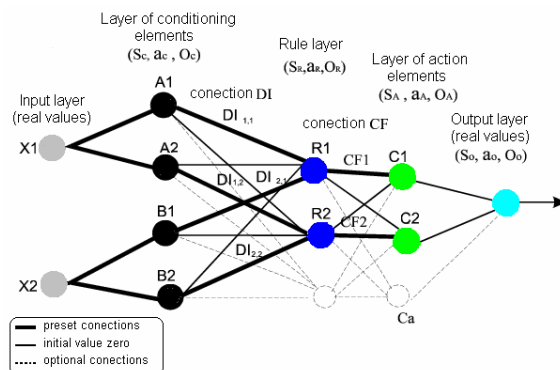 Layer of conditioning
elements
(Sc, ac, Oc)
Rule layer
(SR,aR,OR)
Layer of action
elements
(SA , aA, OA)
Input layer
(real values)
conection DI
conection CF
Output layer
(real values)
(So, ao, Oo)
A1
DI 1,1
X1
R1
CF1
C1
A2
DI1,2
DI 2,1
B1
R2
CF2
C2
DI2,2
X2
B2
Ca
preset conections
initial value zero
optional conections